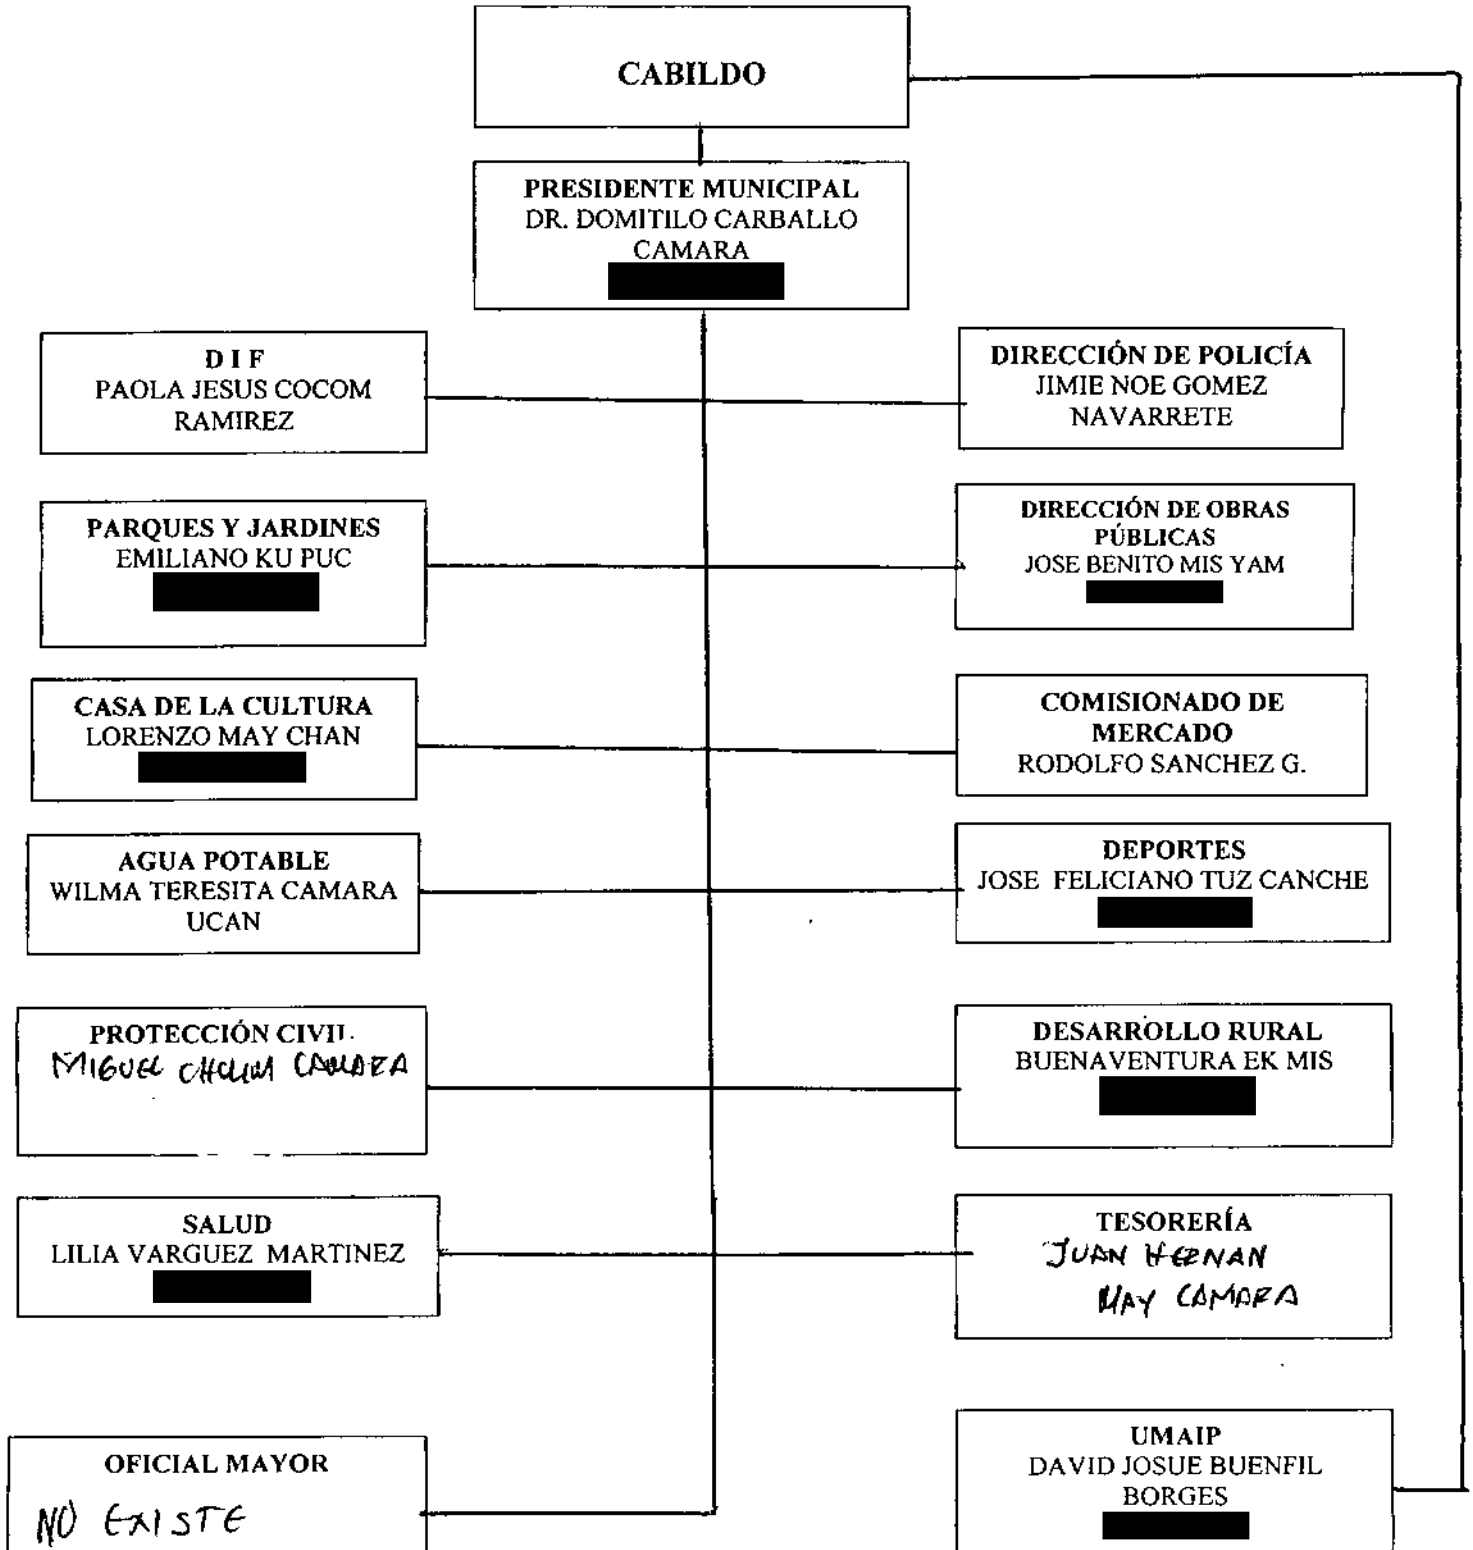 CABILDO
PRESIDENTE MUNICIPAL
DR. DOMITILO CARBALLO
CAMARA
D I F
PAOLA JESUS COCOM
RAMIREZ
DIRECCIÓN DE POLICÍA
JIMIE NOE GOMEZ
NAVARRETE
PARQUES Y JARDINES
EMILIANO KU PUC
DIRECCIÓN DE OBRAS
PÚBLICAS
JOSE BENITO MIS YAM
CASA DE LA CULTURA
LORENZO MAY CHAN
COMISIONADO DE
MERCADO
RODOLFO SANCHEZ G.
AGUA POTABLE
WILMA TERESITA CAMARA
UCAN
DEPORTES
JOSE FELICIANO TUZ CANCHE
PROTECCIÓN CIVIL
MIGUEL CAMARA
DESARROLLO RURAL
BUENAVENTURA EK MIS
SALUD
LILIA VARGUEZ MARTINEZ
TESORERÍA
JUAN HERNAN
MAY CAMARA
OFICIAL MAYOR
NO EXISTE
UMAIP
DAVID JOSUE BUENFIL
BORGES